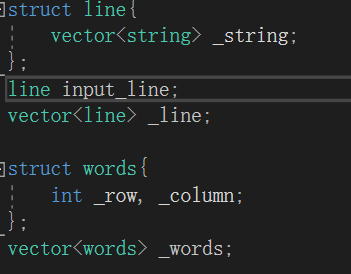 struct line{
vector<string> _string;
};
line input_line;
vector<line> _line;
struct words{
int _row, _column;
};
vector<words> _words;